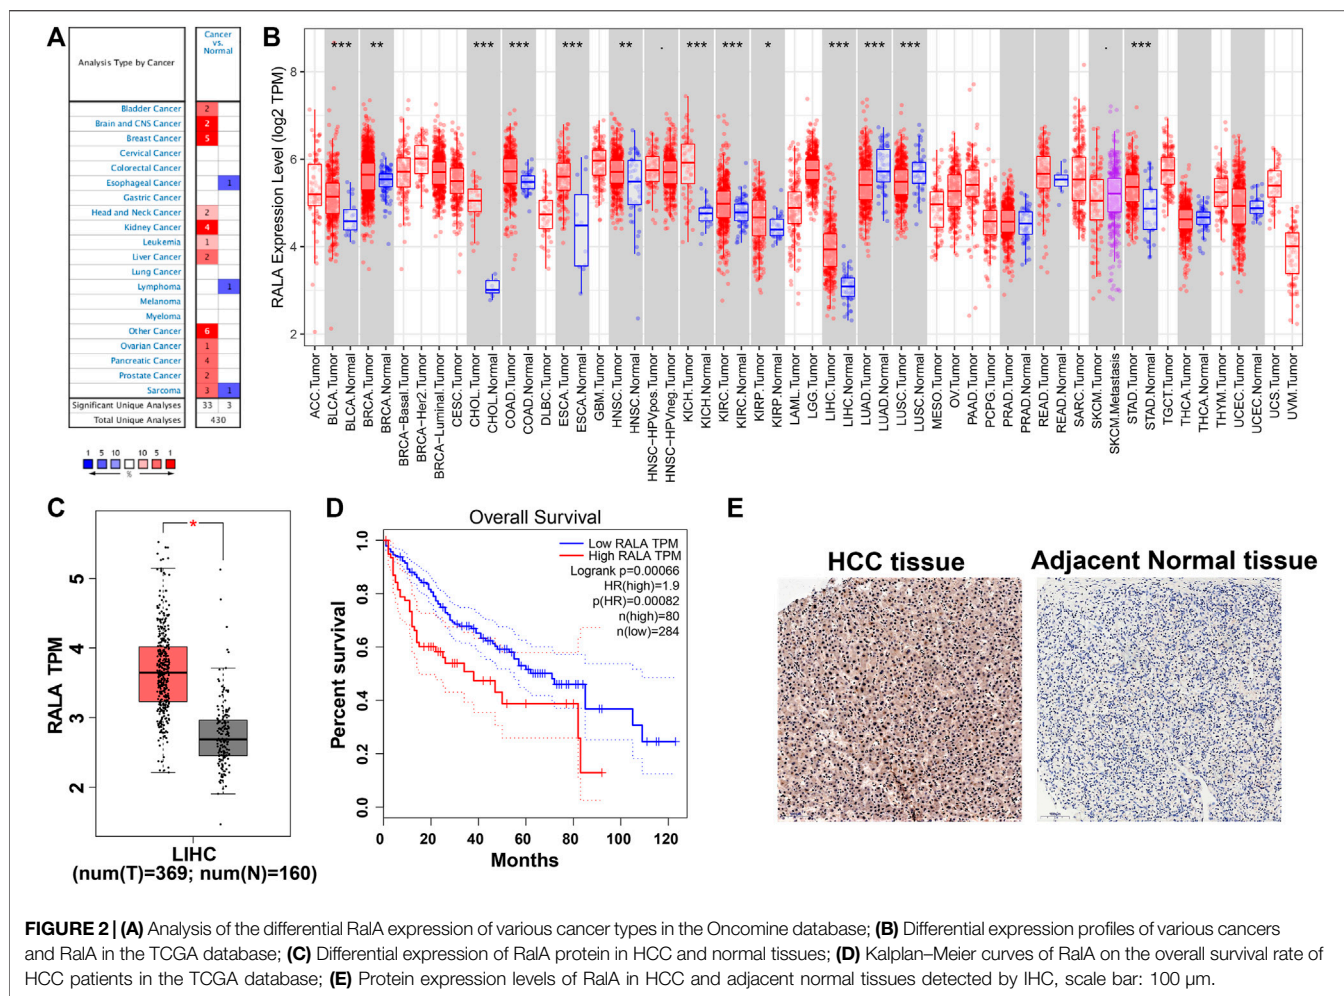 A
Analysis Type by Cancer
Cancer
vs.
Normal
Bladder Cancer 2
Brain and CNS Cancer 2
Breast Cancer 5
Cervical Cancer
Colorectal Cancer
Esophageal Cancer 1
Gastric Cancer
Head and Neck Cancer 2
Kidney Cancer 4
Leukemia 1
Liver Cancer 2
Lung Cancer
Lymphoma 1
Melanoma
Myeloma
Other Cancer 6
Ovarian Cancer 1
Pancreatic Cancer 4
Prostate Cancer 2
Sarcoma 3 1
Significant Unique Analyses 33 3
Total Unique Analyses 430
1 5 10 10 5 1
%
B
RALA Expression Level (log2 TPM)
8
6
4
2
*** ** *** *** *** ** . *** *** * *** *** *** . ***
ACC.Tumor
BLCA.Tumor
BLCA.Normal
BRCA.Tumor
BRCA.Normal
BRCA-Basal.Tumor
BRCA-Her2.Tumor
BRCA-Luminal.Tumor
CESC.Tumor
CHOL.Tumor
CHOL.Normal
COAD.Tumor
COAD.Normal
DLBC.Tumor
ESCA.Tumor
ESCA.Normal
GBM.Tumor
HNSC.Tumor
HNSC.Normal
HNSC-HPVpos.Tumor
HNSC-HPVneg.Tumor
KICH.Tumor
KICH.Normal
KIRC.Tumor
KIRC.Normal
KIRP.Tumor
KIRP.Normal
LAML.Tumor
LGG.Tumor
LIHC.Tumor
LIHC.Normal
LUAD.Tumor
LUAD.Normal
LUSC.Tumor
LUSC.Normal
MESO.Tumor
OV.Tumor
PAAD.Tumor
PCPG.Tumor
PRAD.Tumor
PRAD.Normal
READ.Tumor
READ.Normal
SARC.Tumor
SKCM.Tumor
SKCM.Metastasis
STAD.Tumor
STAD.Normal
TGCT.Tumor
THCA.Tumor
THCA.Normal
THYM.Tumor
UCEC.Tumor
UCEC.Normal
UCS.Tumor
UVM.Tumor
C
RALA TPM
5
4
3
2
*
LIHC
(num(T)=369; num(N)=160)
D
Overall Survival
Low RALA TPM
High RALA TPM
Logrank p=0.00066
HR(high)=1.9
p(HR)=0.00082
n(high)=80
n(low)=284
Percent survival
1.0
0.8
0.6
0.4
0.2
0.0
0 20 40 60 80 100 120
Months
E
HCC tissue
Adjacent Normal tissue
FIGURE 2 | (A) Analysis of the differential RalA expression of various cancer types in the Oncomine database; (B) Differential expression profiles of various cancers
and RalA in the TCGA database; (C) Differential expression of RalA protein in HCC and normal tissues; (D) Kalplan–Meier curves of RalA on the overall survival rate of
HCC patients in the TCGA database; (E) Protein expression levels of RalA in HCC and adjacent normal tissues detected by IHC, scale bar: 100 μm.